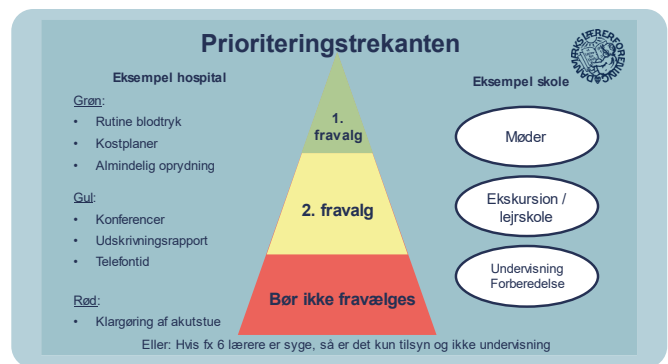 Prioriteringstrekanten
DANMARKS LÆRERFORENING
Eksempel hospital
Grøn:
• Rutine blodtryk
• Kostplaner
• Almindelig oprydning
Gul:
• Konferencer
• Udskrivningsrapport
• Telefontid
Rød:
• Klargøring af akutstue
1.
fravalg
2. fravalg
Bør ikke fravælges
Eksempel skole
Møder
Ekskursion /
lejrskole
Undervisning
Forberedelse
Eller: Hvis fx 6 lærere er syge, så er det kun tilsyn og ikke undervisning